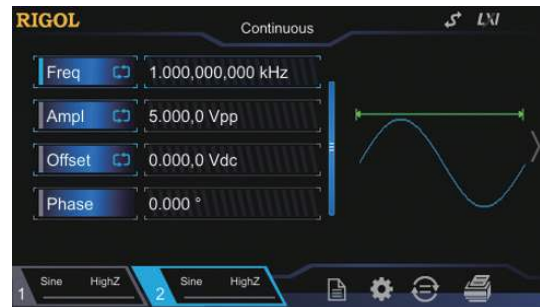 RIGOL
Continuous
LXI
Freq 1.000,000,000 kHz
Ampl 5.000,0 Vpp
Offset 0.000,0 Vdc
Phase 0.000 °
1 Sine HighZ
2 Sine HighZ